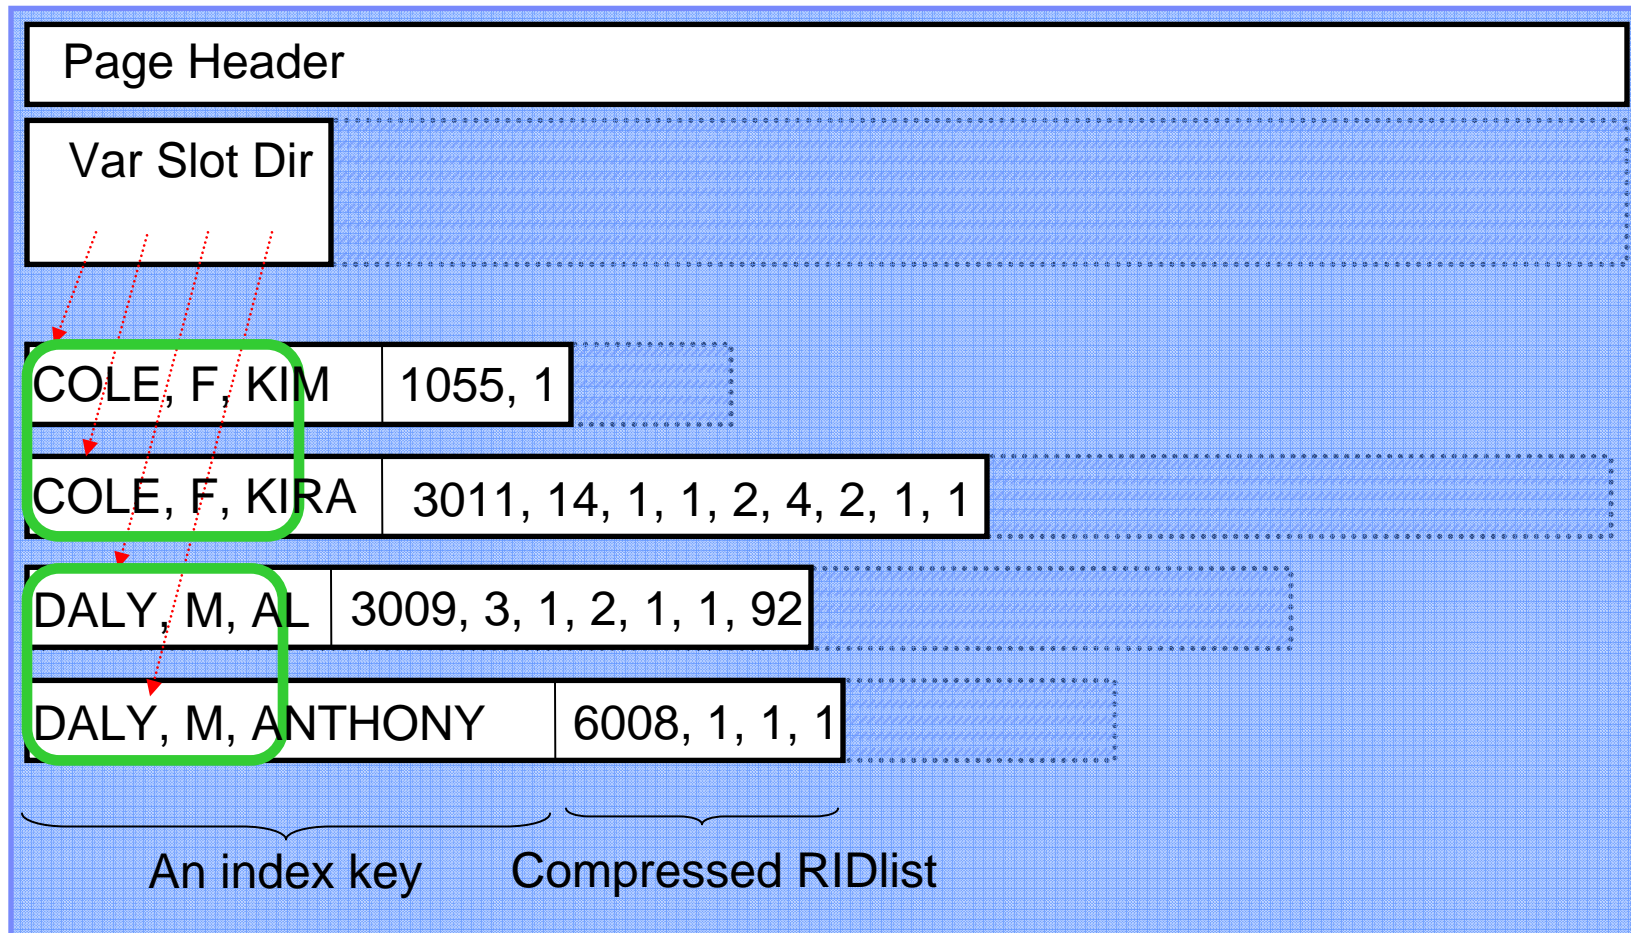 Page Header
Var Slot Dir
COLE, F, KIM 1055, 1
COLE, F, KIRA 3011, 14, 1, 1, 2, 4, 2, 1, 1
DALY, M, AL 3009, 3, 1, 2, 1, 1, 92
DALY, M, ANTHONY 6008, 1, 1, 1
An index key Compressed RIDlist